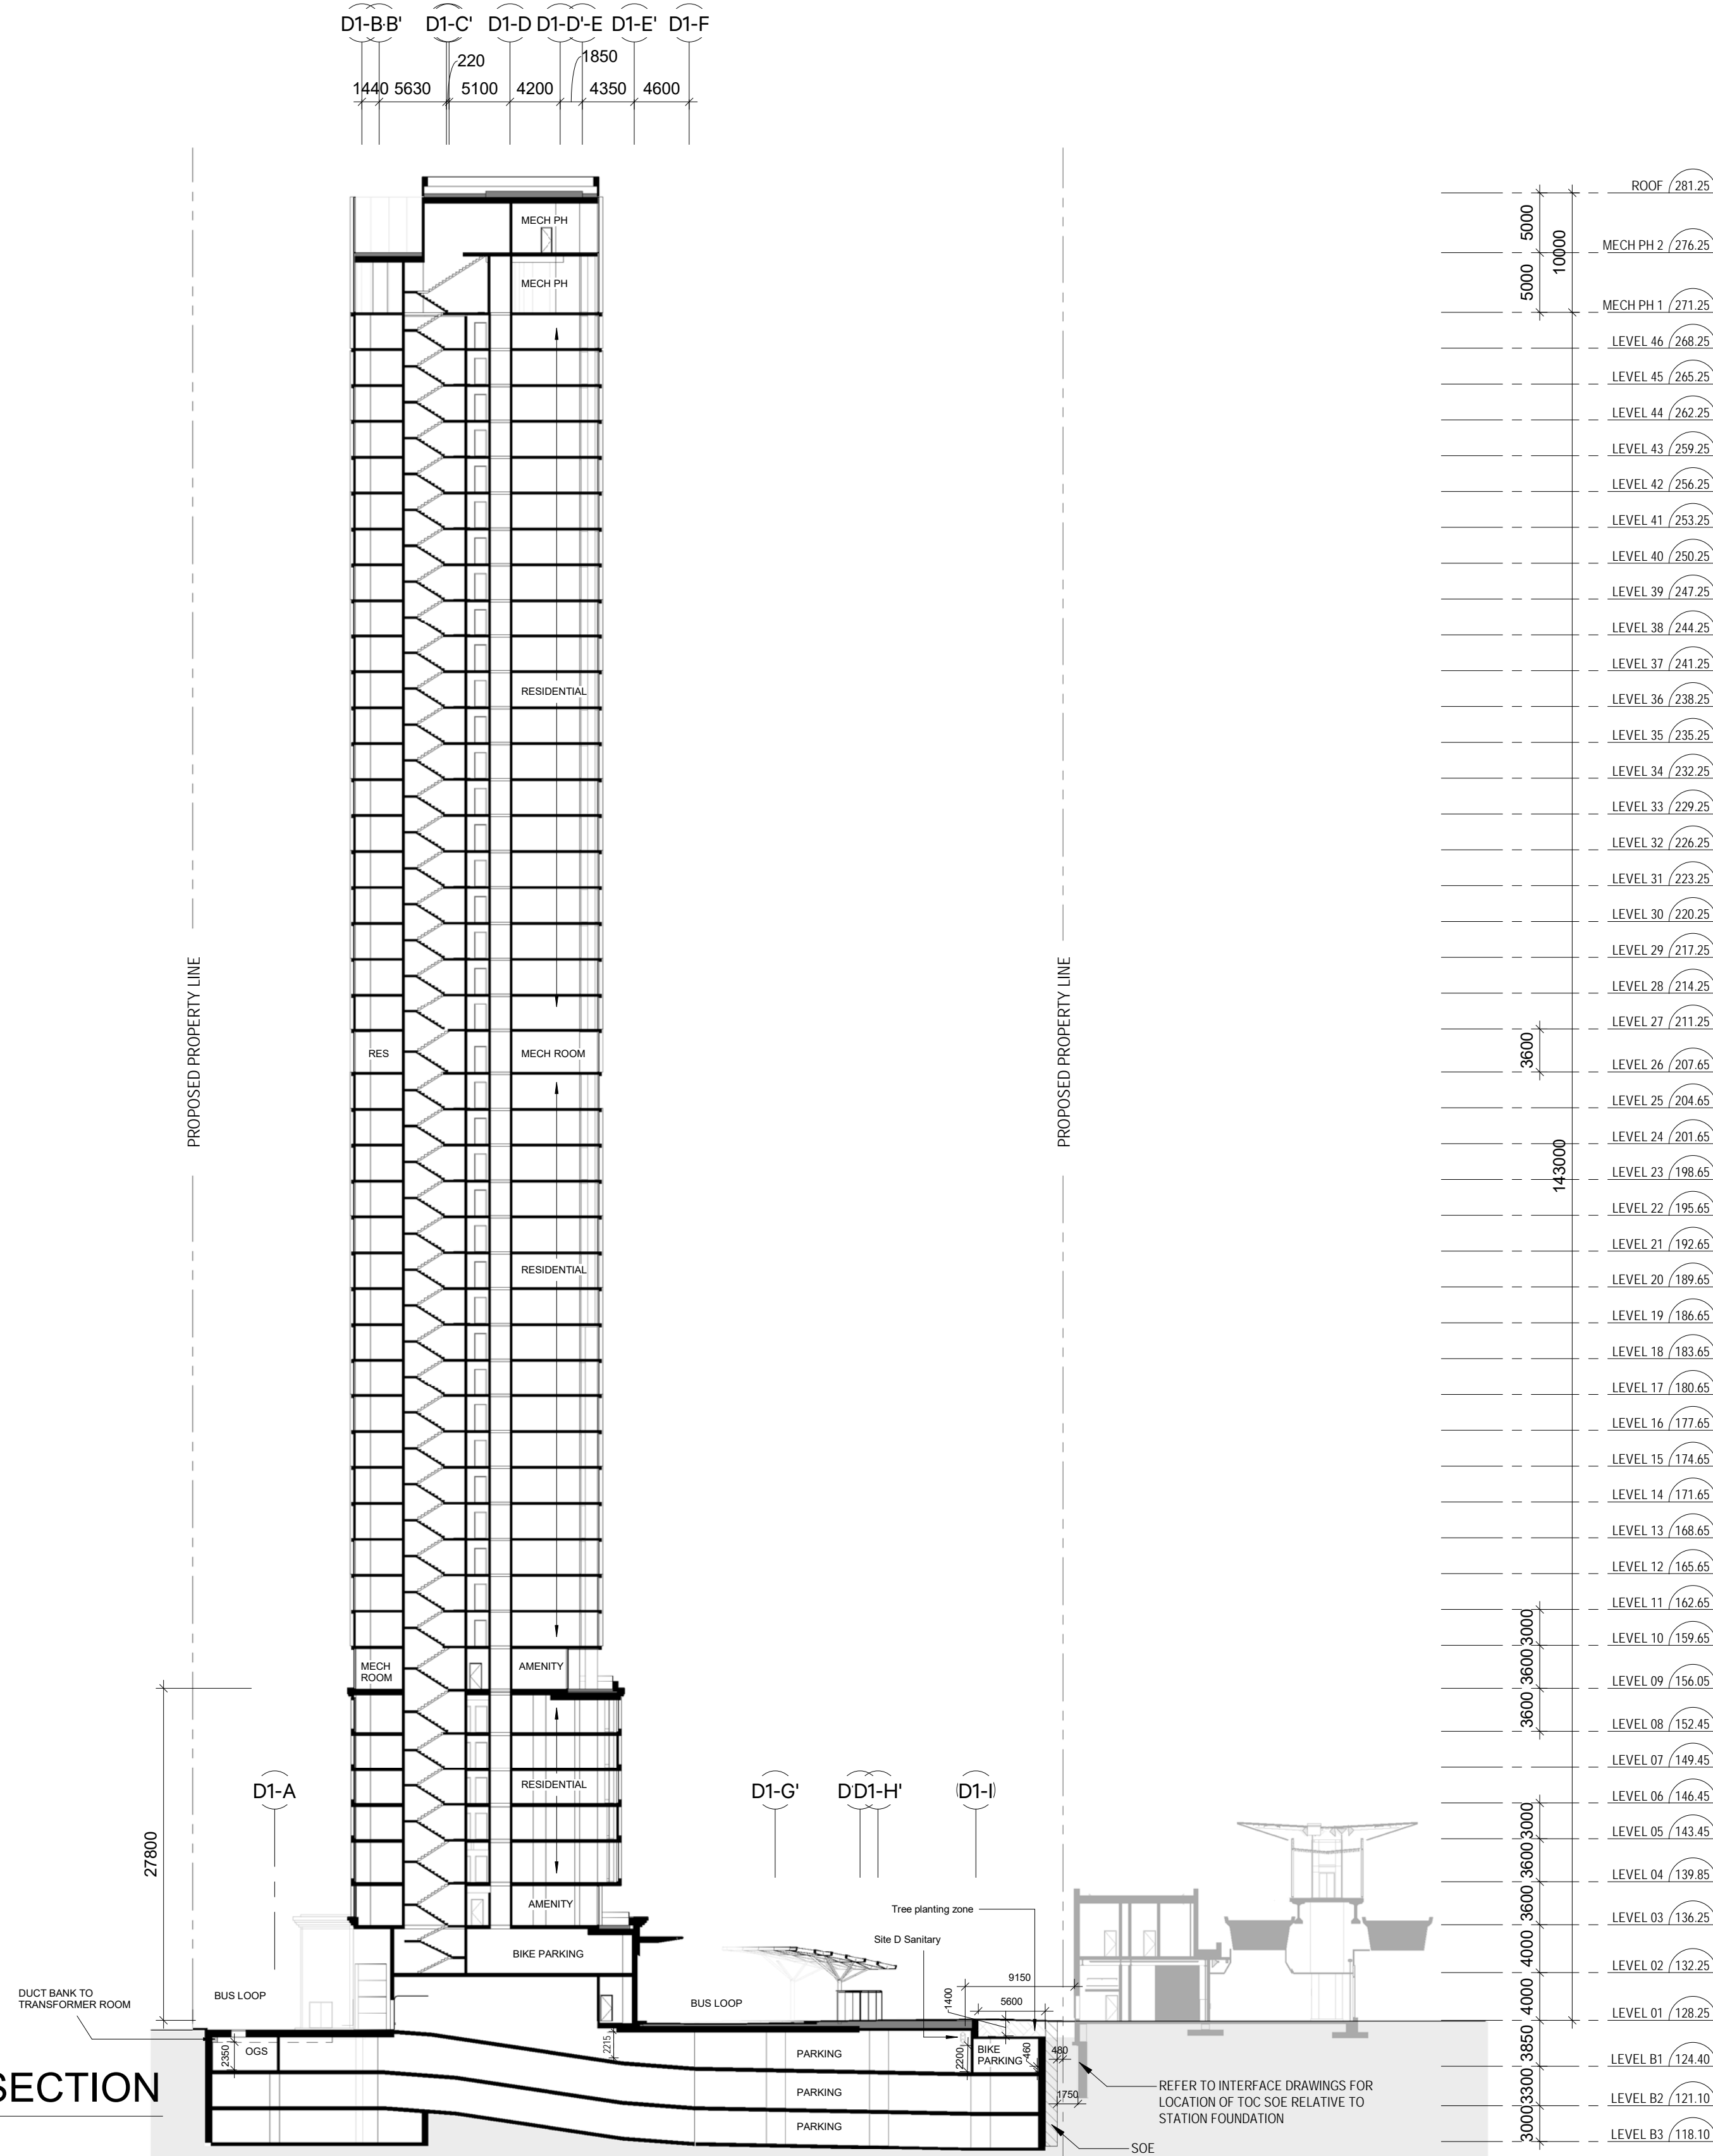 D1-B B' D1-C' D1-D D1-D'-E D1-E' D1-F
220 1850
1440 5630 5100 4200 4350 4600
ROOF 281.25
MECH PH
5000
10000
MECH PH 2 276.25
MECH PH
5000
MECH PH 1 271.25
LEVEL 46 268.25
LEVEL 45 265.25
LEVEL 44 262.25
LEVEL 43 259.25
LEVEL 42 256.25
LEVEL 41 253.25
LEVEL 40 250.25
LEVEL 39 247.25
LEVEL 38 244.25
LEVEL 37 241.25
RESIDENTIAL
LEVEL 36 238.25
LEVEL 35 235.25
LEVEL 34 232.25
LEVEL 33 229.25
LEVEL 32 226.25
LEVEL 31 223.25
LEVEL 30 220.25
LEVEL 29 217.25
LEVEL 28 214.25
LEVEL 27 211.25
PROPOSED PROPERTY LINE
PROPOSED PROPERTY LINE
RES
MECH ROOM
3600
LEVEL 26 207.65
LEVEL 25 204.65
LEVEL 24 201.65
143000
LEVEL 23 198.65
LEVEL 22 195.65
LEVEL 21 192.65
RESIDENTIAL
LEVEL 20 189.65
LEVEL 19 186.65
LEVEL 18 183.65
LEVEL 17 180.65
LEVEL 16 177.65
LEVEL 15 174.65
LEVEL 14 171.65
LEVEL 13 168.65
LEVEL 12 165.65
LEVEL 11 162.65
3000
LEVEL 10 159.65
MECH
ROOM
AMENITY
3600
LEVEL 09 156.05
3600
LEVEL 08 152.45
LEVEL 07 149.45
27800
D1-A
RESIDENTIAL
D1-G' D'D1-H' D1-I
LEVEL 06 146.45
3000
LEVEL 05 143.45
3600
LEVEL 04 139.85
AMENITY
3600
LEVEL 03 136.25
Tree planting zone
Site D Sanitary
BIKE PARKING
4000
LEVEL 02 132.25
9150
DUCT BANK TO
TRANSFORMER ROOM
BUS LOOP
BUS LOOP
1400
5600
4000
LEVEL 01 128.25
2350
OGS
2215
PARKING
2200
BIKE
PARKING
460
480
3850
LEVEL B1 124.40
SECTION
PARKING
1750
REFER TO INTERFACE DRAWINGS FOR
LOCATION OF TOC SOE RELATIVE TO
STATION FOUNDATION
3300
LEVEL B2 121.10
PARKING
3000
LEVEL B3 118.10
SOE